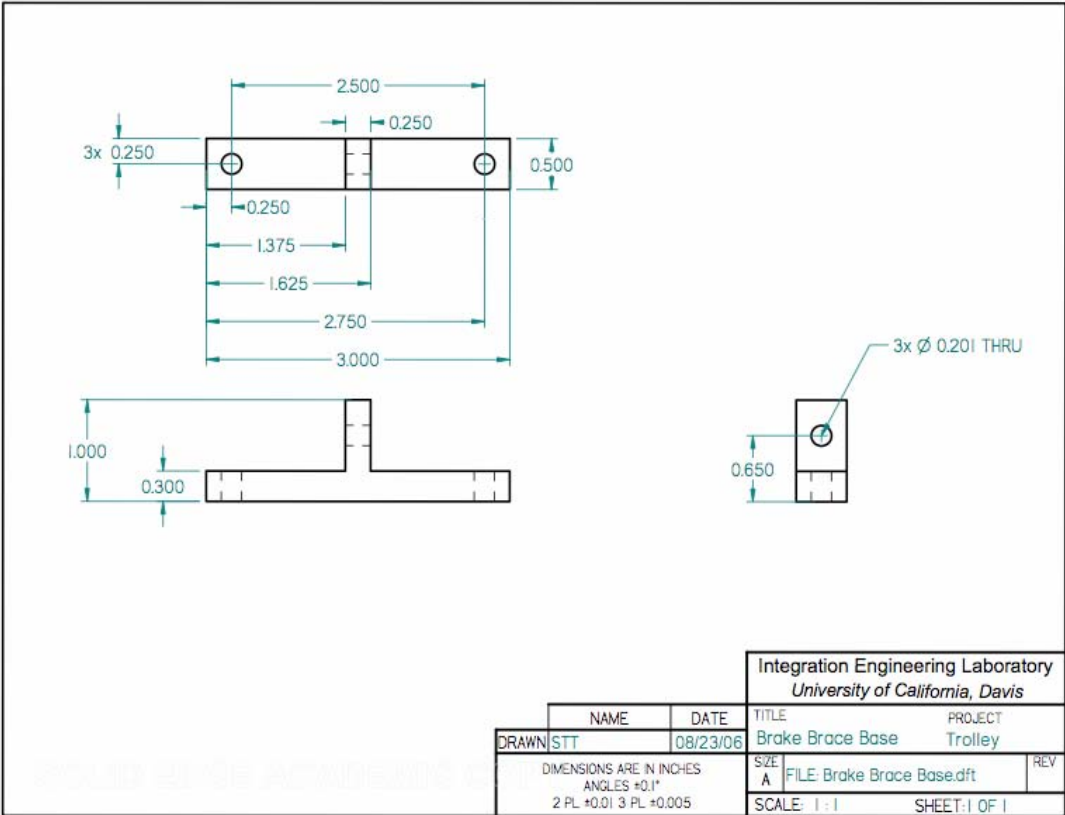 2.500
0.250
3x 0.250
0.500
0.250
1.375
1.625
2.750
3.000
3x Ø 0.201 THRU
1.000
0.300
0.650
Integration Engineering Laboratory
University of California, Davis
NAME DATE
DRAWN STT 08/23/06
TITLE PROJECT
Brake Brace Base Trolley
DIMENSIONS ARE IN INCHES
ANGLES ±0.1°
2 PL ±0.01 3 PL ±0.005
SIZE REV
A FILE: Brake Brace Base.dft
SCALE: 1 : 1 SHEET: 1 OF 1